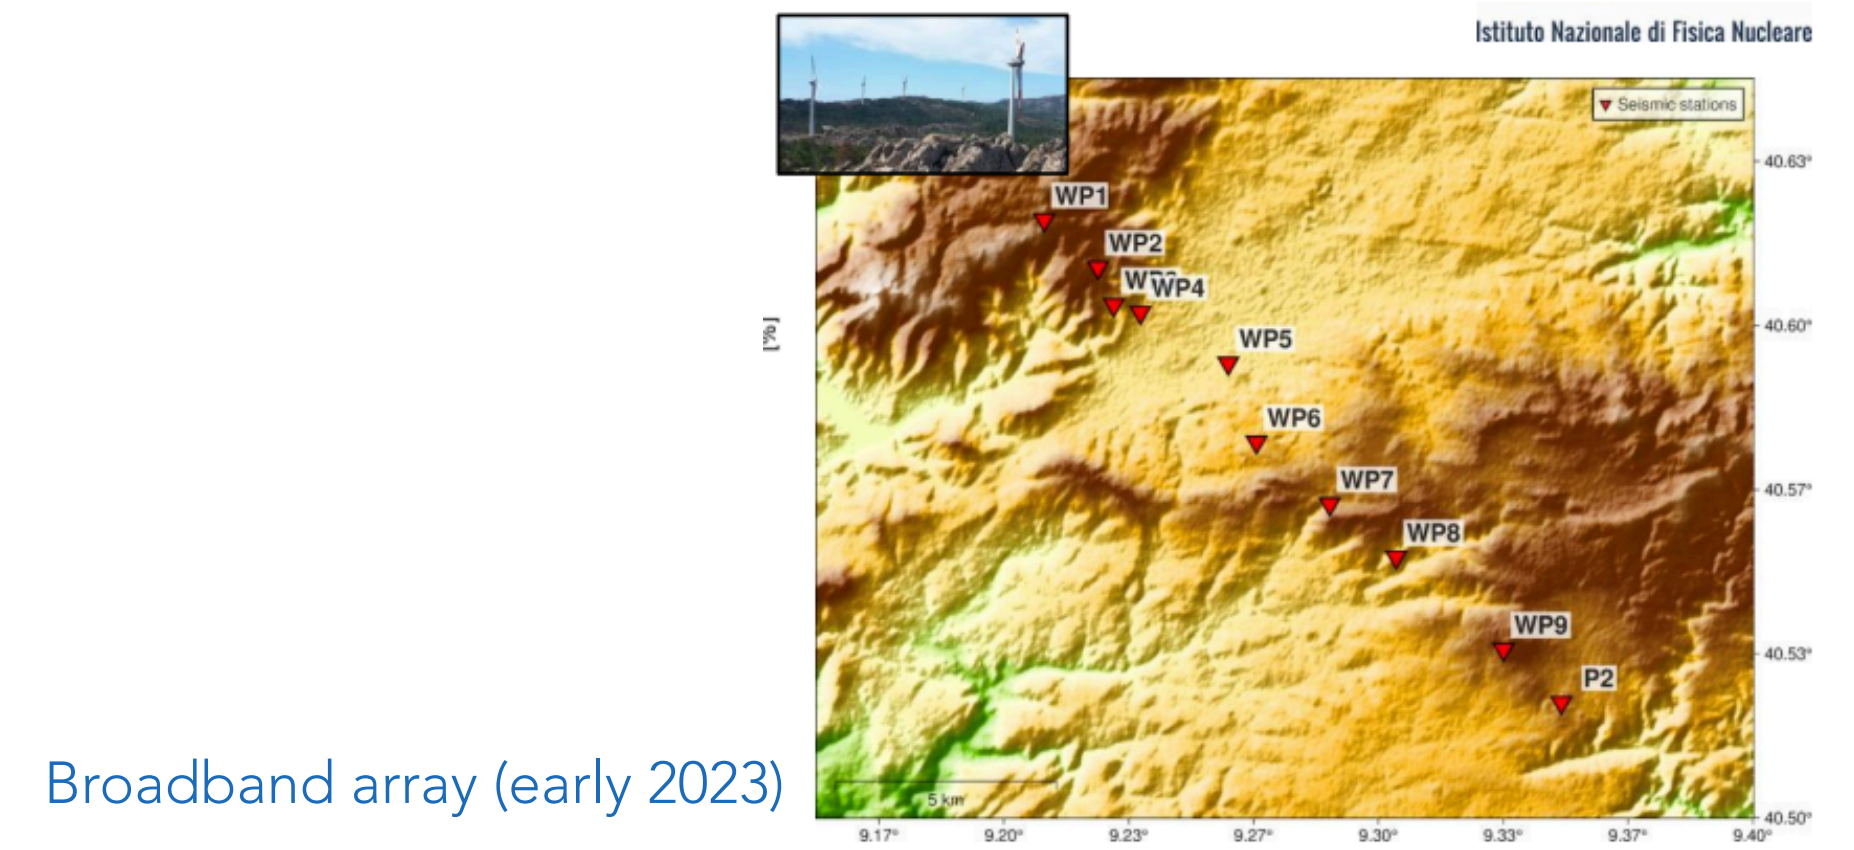 Istituto Nazionale di Fisica Nucleare
Seismic stations
40.63°
WP1
WP2
WP4
[%]
40.60°
WP5
WP6
WP7
40.57°
WP8
WP9
40.53°
P2
Broadband array (early 2023)
5 km
40.50°
9.17° 9.20° 9.23° 9.27° 9.30° 9.33° 9.37° 9.40°